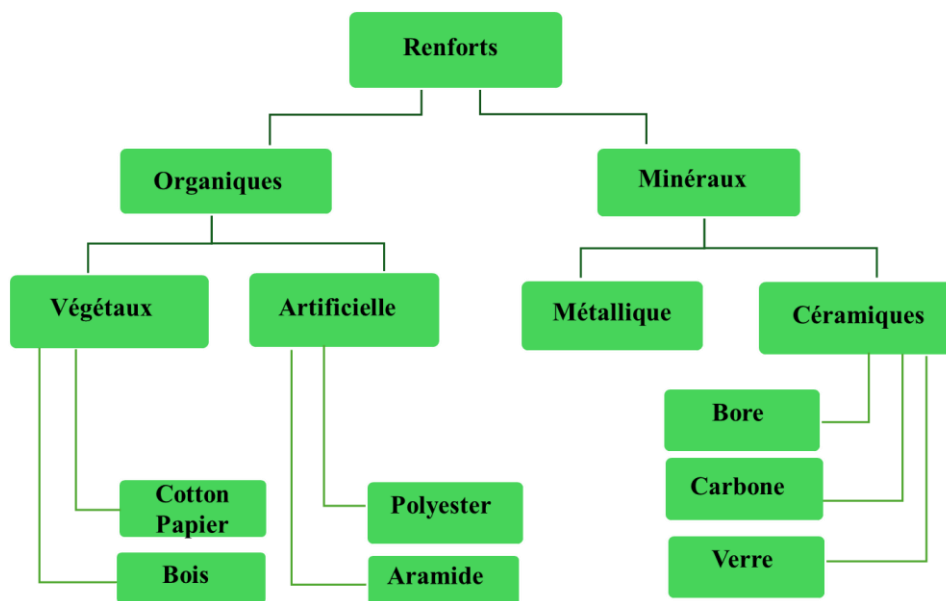 Renforts
Organiques
Minéraux
Végétaux
Artificielle
Métallique
Céramiques
Bore
Carbone
Verre
Cotton
Papier
Bois
Polyester
Aramide